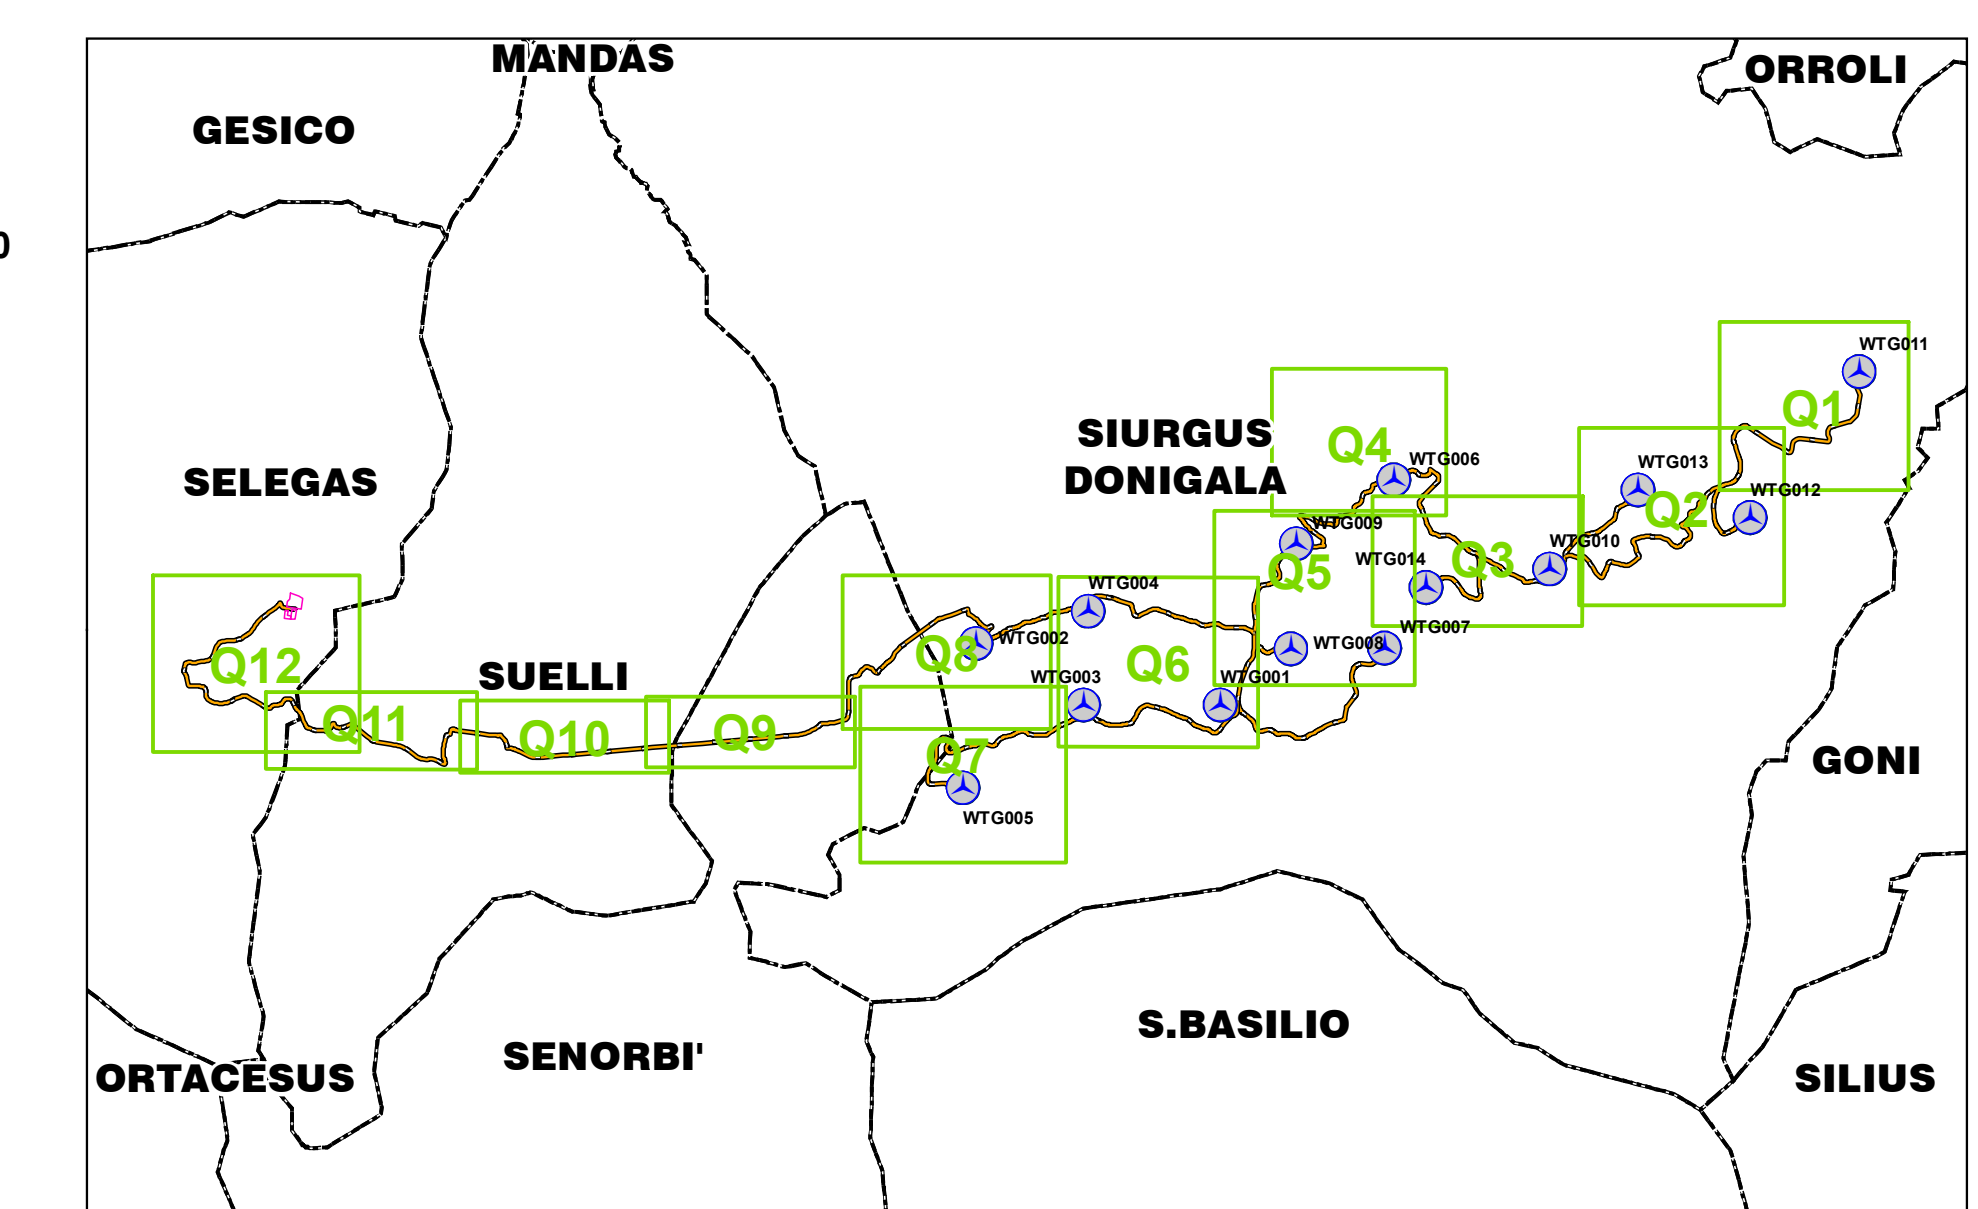 MANDAS
ORROLI
GESICO
0
WTG011
Q1
SIURGUS
DONIGALA
Q4
WTG006
WTG013
WTG012
SELEGAS
Q2
WTG009
WTG010
WTG014
Q3
Q5
WTG004
WTG007
WTG002
WTG008
Q8
Q6
Q12
SUELLI
WTG003
WTG001
Q11
Q10
Q9
Q7
GONI
WTG005
S.BASILIO
SENORBI'
ORTACESUS
SILIUS